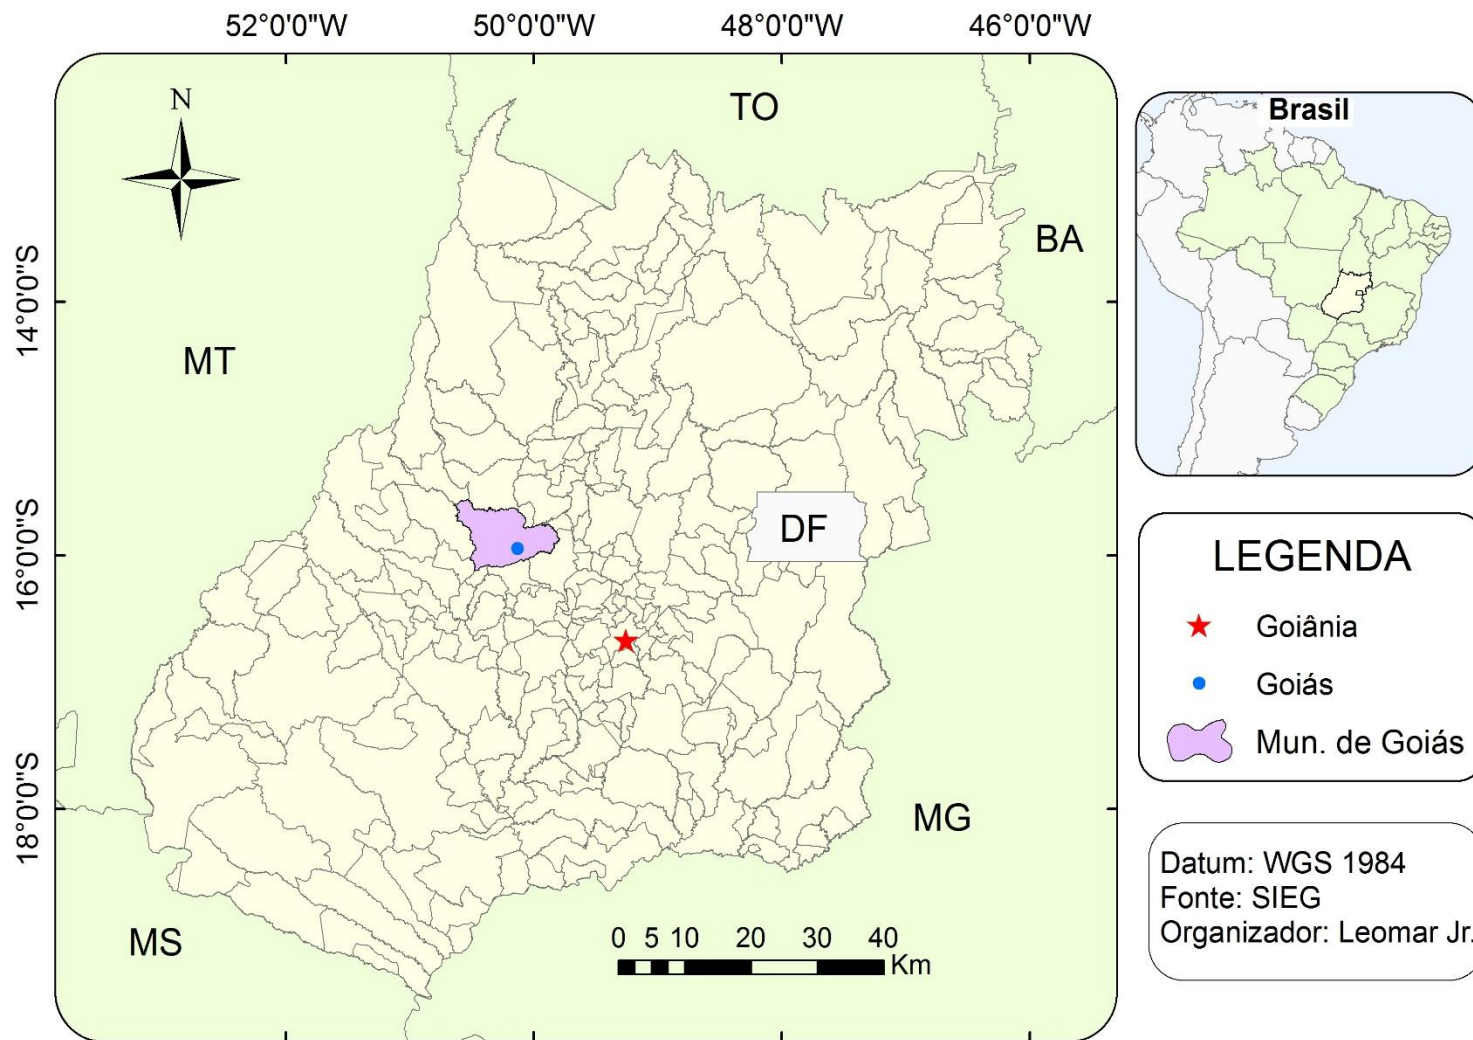 52°0'0"W 50°0'0"W 48°0'0"W 46°0'0"W
N
TO
Brasil
BA
14°0'0"S
MT
DF
16°0'0"S
LEGENDA
Goiânia
Goiás
Mun. de Goiás
18°0'0"S
MG
MS
0 5 10 20 30 40
Km
Datum: WGS 1984
Fonte: SIEG
Organizador: Leomar Jr.